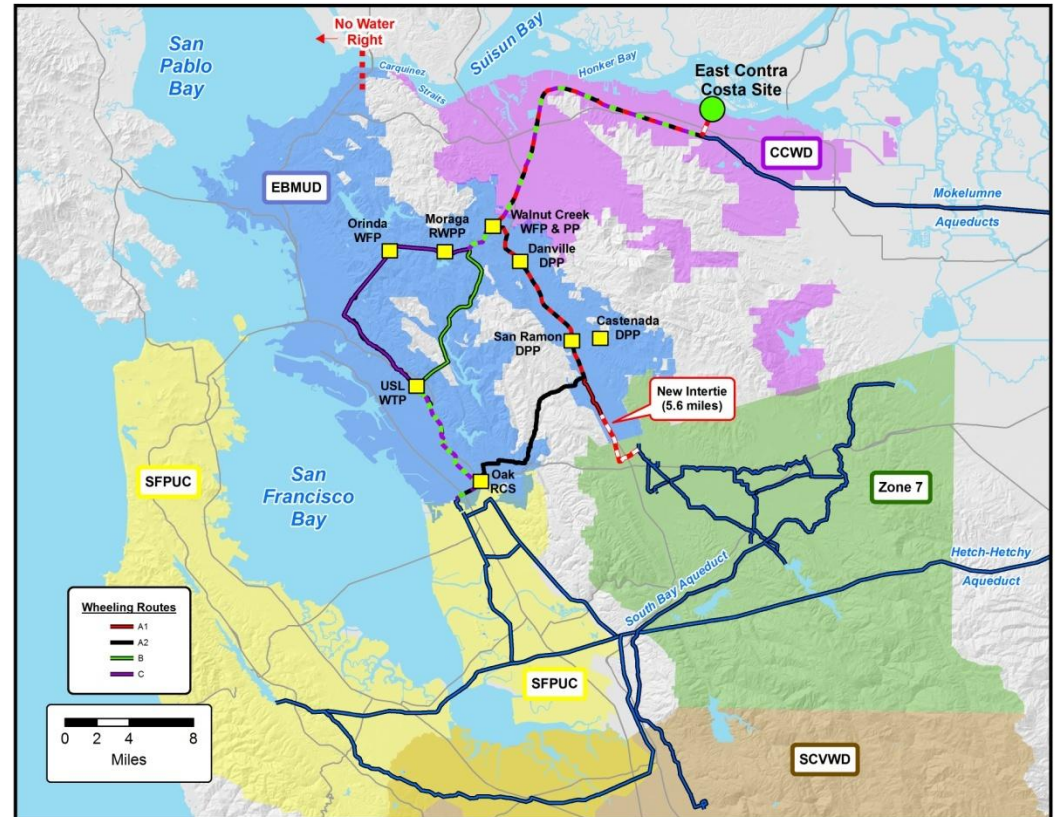 No Water
Right
San
Pablo
Bay
Suisun Bay
Carquinez
Straits
Honker Bay
East Contra
Costa Site
CCWD
EBMUD
Mokelumne
Aqueducts
Orinda
WFP
Moraga
RWPP
Walnut Creek
WFP & PP
Danville
DPP
San Ramon
DPP
Castenada
DPP
USL
WTP
New Intertie
(5.6 miles)
Oak
RCS
SFPUC
San
Francisco
Bay
Zone 7
Hetch-Hetchy
Aqueduct
South Bay Aqueduct
Wheeling Routes
A1
A2
B
C
SFPUC
0 2 4 8
Miles
SCVWD